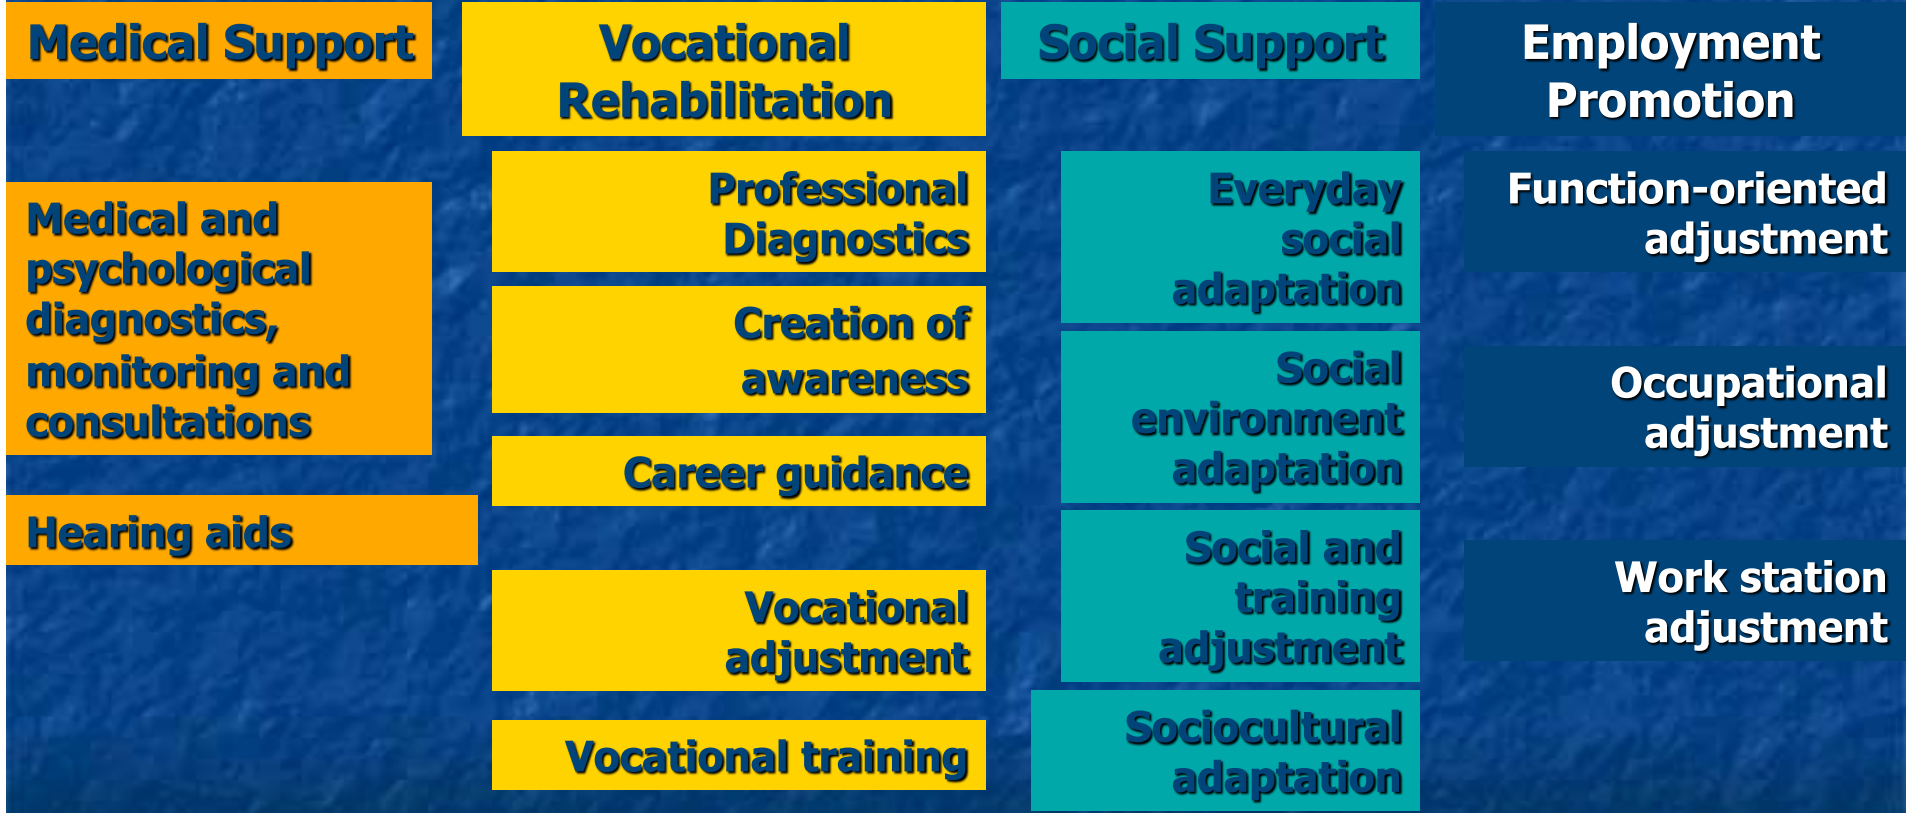 Medical Support
Medical and
psychological
diagnostics,
monitoring and
consultations
Hearing aids
Vocational
Rehabilitation
Professional
Diagnostics
Creation of
awareness
Career guidance
Vocational
adjustment
Vocational training
Social Support
Everyday
social
adaptation
Social
environment
adaptation
Social and
training
adjustment
Sociocultural
adaptation
Employment
Promotion
Function-oriented
adjustment
Occupational
adjustment
Work station
adjustment